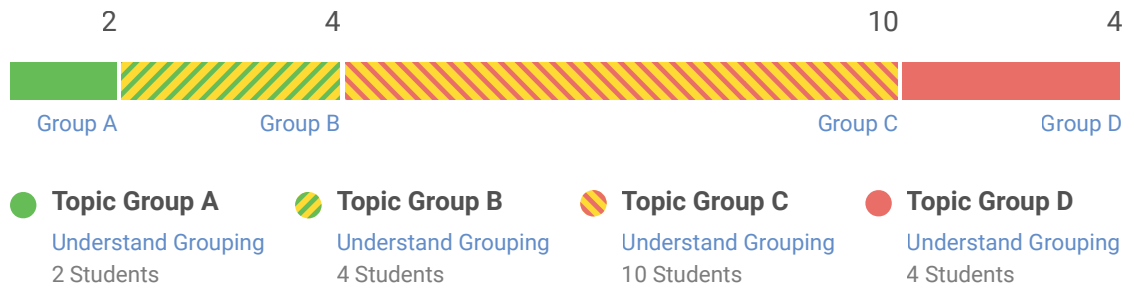 2 4 10 4
Group A Group B Group C Group D
Topic Group A Topic Group B Topic Group C Topic Group D
Understand Grouping Understand Grouping Understand Grouping Understand Grouping
2 Students 4 Students 10 Students 4 Students